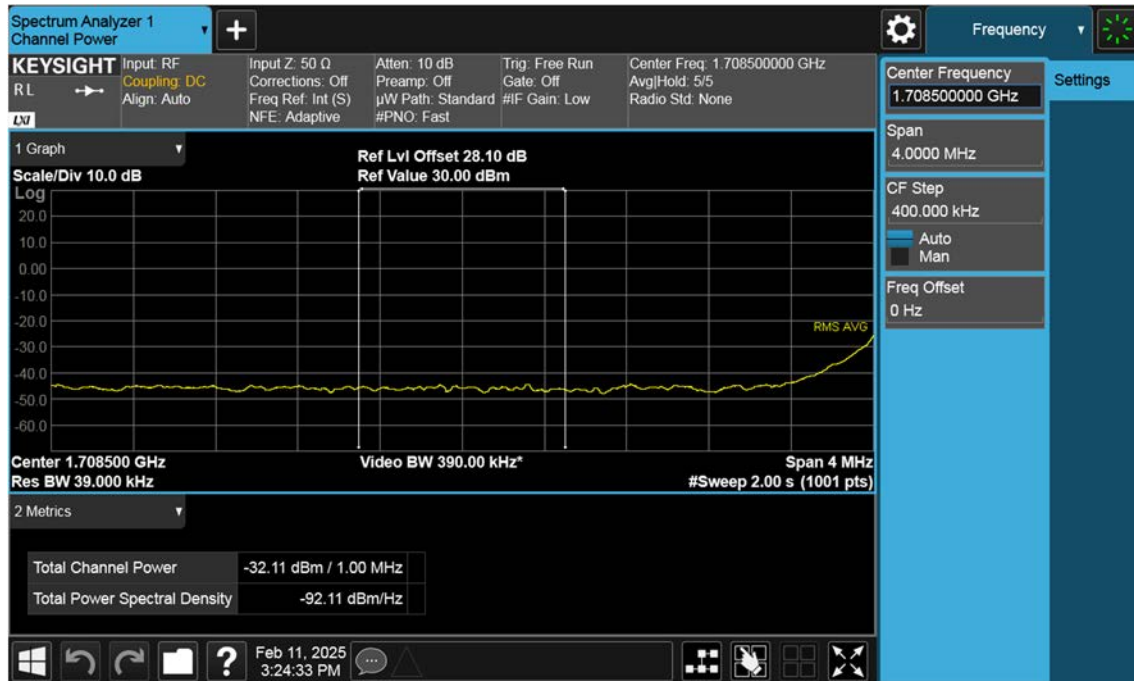 Spectrum Analyzer 1
Channel Power
Frequency
KEYSIGHT
RL
LXI
Input: RF
Coupling: DC
Align: Auto
Input Z: 50 Ω
Corrections: Off
Freq Ref: Int (S)
NFE: Adaptive
Atten: 10 dB
Preamp: Off
µW Path: Standard
#PNO: Fast
Trig: Free Run
Gate: Off
#IF Gain: Low
Center Freq: 1.708500000 GHz
Avg|Hold: 5/5
Radio Std: None
Center Frequency
1.708500000 GHz
Settings
Span
4.0000 MHz
CF Step
400.000 kHz
Auto
Man
Freq Offset
0 Hz
1 Graph
Scale/Div 10.0 dB
Ref Lvl Offset 28.10 dB
Ref Value 30.00 dBm
Log
20.0
10.0
0.00
-10.0
-20.0
-30.0
-40.0
-50.0
-60.0
RMS AVG
Center 1.708500 GHz
Video BW 390.00 kHz*
Span 4 MHz
Res BW 39.000 kHz
#Sweep 2.00 s (1001 pts)
2 Metrics
Total Channel Power -32.11 dBm / 1.00 MHz
Total Power Spectral Density -92.11 dBm/Hz
?
Feb 11, 2025
3:24:33 PM